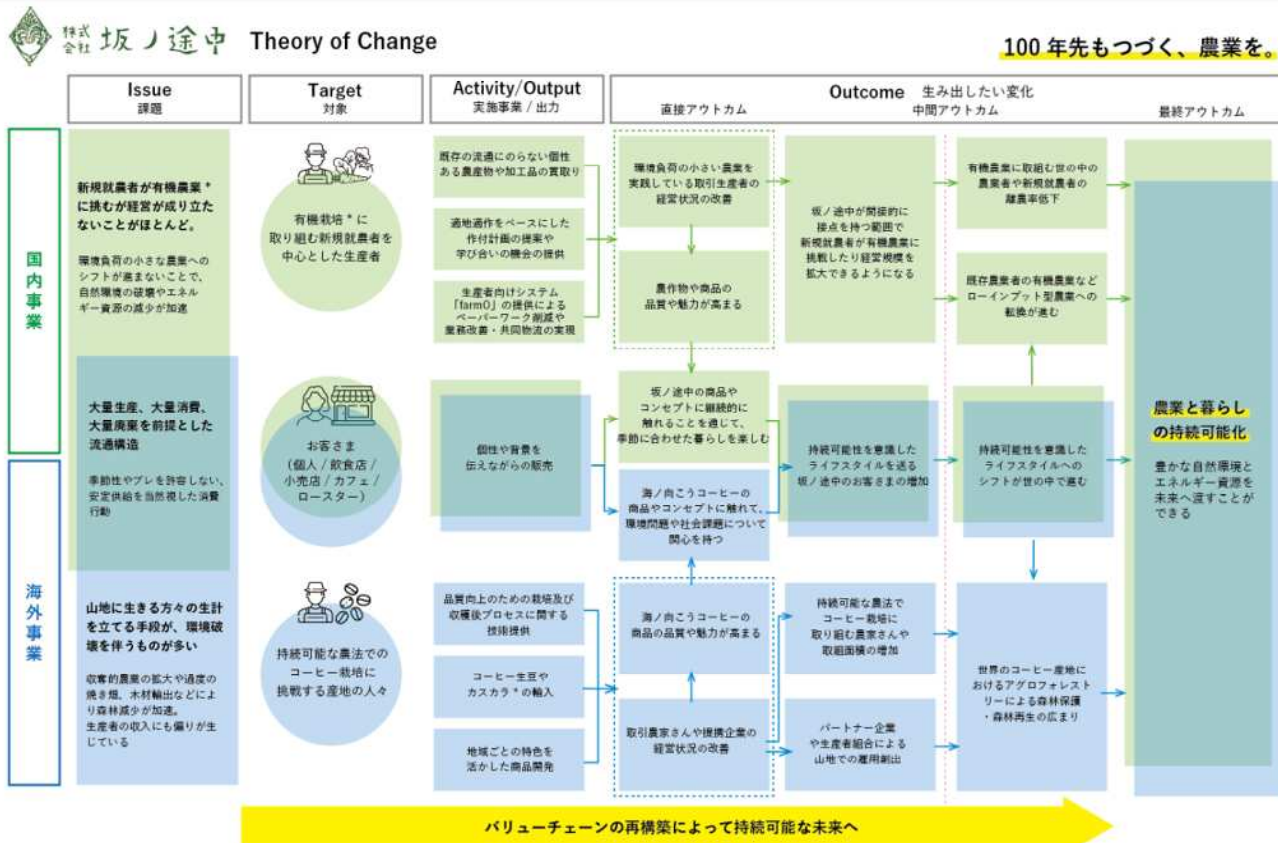 株式
会社 坂ノ途中 Theory of Change
100年先もつづく、農業を。
Issue
課題
Target
対象
Activity/Output
実施事業 / 出力
Outcome 生み出したい変化
直接アウトカム
中間アウトカム
最終アウトカム
国内事業
海外事業
新規就農者が有機農業*
に挑むが経営が成り立た
ないことがほとんど。
環境負荷の小さな農業への
シフトが進まないことで、
自然環境の破壊やエネル
ギー資源の減少が加速
大量生産、大量消費、
大量廃棄を前提とした
流通構造
季節性やブレを許容しない、
安定供給を当然視した消費
行動
山地に生きる方々の生計
を立てる手段が、環境破
壊を伴うものが多い
収奪的農業の拡大や過度の
焼き畑、木材輸出などによ
り森林減少が加速。
生産者の収入にも偏りが生
じている
有機栽培*に
取り組む新規就農者を
中心とした生産者
お客さま
(個人 / 飲食店 /
小売店 / カフェ /
ロースター)
持続可能な農法での
コーヒー栽培に
挑戦する産地の人々
既存の流通にのらない個性
ある農産物や加工品の買取り
適地適作をベースにした
作付計画の提案や
学び合いの機会の提供
生産者向けシステム
「farmO」の提供による
ペーパーワーク削減や
業務改善・共同物流の実現
個性や背景を
伝えながらの販売
品質向上のための栽培及び
収穫後プロセスに関する
技術提供
コーヒー生豆や
カスカラ*の輸入
地域ごとの特色を
活かした商品開発
環境負荷の小さい農業を
実践している取引生産者の
経営状況の改善
農作物や商品の
品質や魅力が高まる
坂ノ途中の商品や
コンセプトに継続的に
触れることを通じて、
季節に合わせた暮らしを楽しむ
海ノ向こうコーヒーの
商品やコンセプトに触れて、
環境問題や社会課題について
関心を持つ
海ノ向こうコーヒーの
商品の品質や魅力が高まる
取引農家さんや提携企業の
経営状況の改善
坂ノ途中が間接的に
接点を持つ範囲で
新規就農者が有機農業に
挑戦したり経営規模を
拡大できるようになる
持続可能性を意識した
ライフスタイルを送る
坂ノ途中のお客さまの増加
持続可能な農法で
コーヒー栽培に
取り組む農家さんや
取組面積の増加
パートナー企業
や生産者組合による
山地での雇用創出
有機農業に取組む世の中の
農業者や新規就農者の
離農率低下
既存農業者の有機農業など
ローインプット型農業への
転換が進む
持続可能性を意識した
ライフスタイルへの
シフトが世の中で進む
世界のコーヒー産地に
おけるアグロフォレスト
リーによる森林保護
・森林再生の広まり
農業と暮らし
の持続可能化
豊かな自然環境と
エネルギー資源を
未来へ渡すことが
できる
バリューチェーンの再構築によって持続可能な未来へ